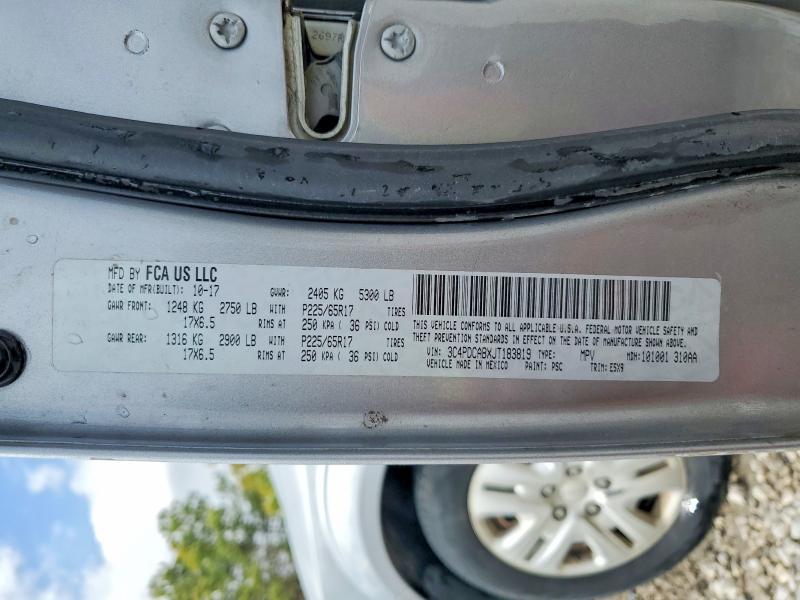 2697A
MFD BY FCA US LLC
DATE OF MFR(BUILT): 10-17 GVWR: 2405 KG 5300 LB
GAWR FRONT: 1248 KG 2750 LB WITH P225/65R17 TIRES
17X6.5 RIMS AT 250 KPA ( 36 PSI) COLD
GAWR REAR: 1316 KG 2900 LB WITH P225/65R17 TIRES
17X6.5 RIMS AT 250 KPA ( 36 PSI) COLD
THIS VEHICLE CONFORMS TO ALL APPLICABLE U.S.A. FEDERAL MOTOR VEHICLE SAFETY AND
THEFT PREVENTION STANDARDS IN EFFECT ON THE DATE OF MANUFACTURE SHOWN ABOVE.
VIN: 3C4PDCABXJT183819 TYPE: MPV MDH:101001 310AA
VEHICLE MADE IN MEXICO PAINT: PSC TRIM: E5X9